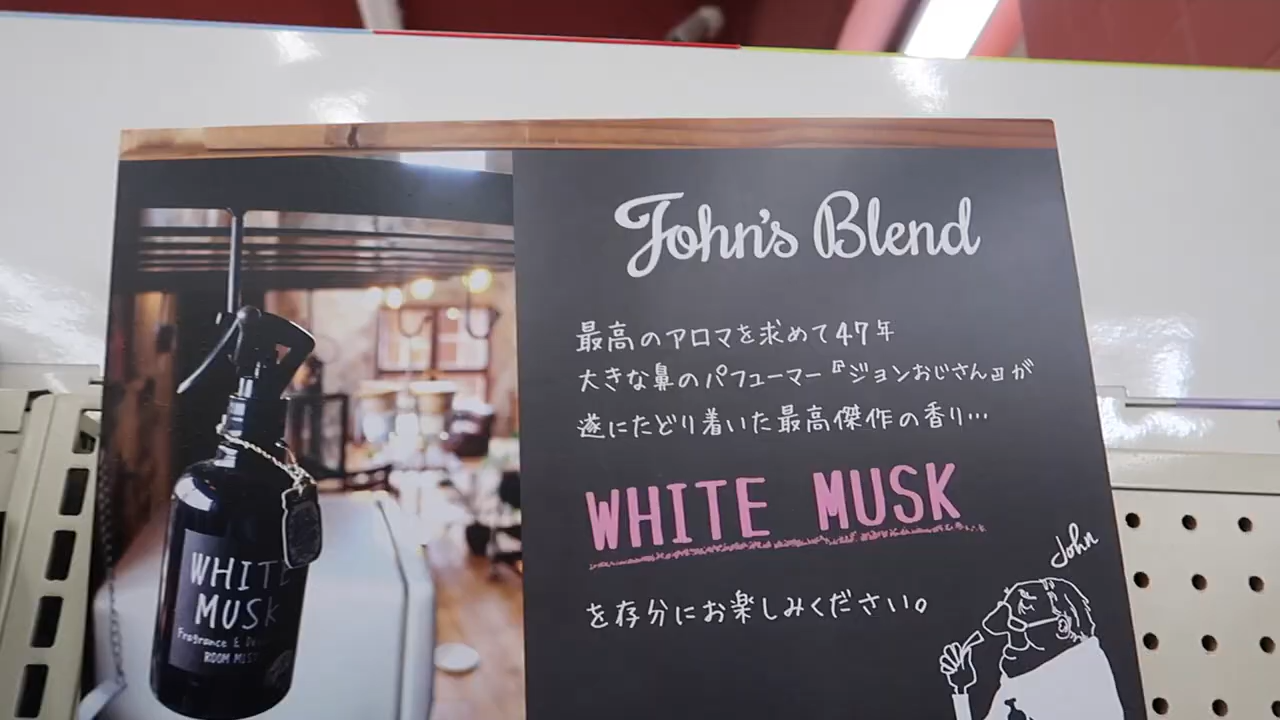 John's Blend
最高のアロマを求めて47年
大きな鼻のパフューマー『ジョンおじさん』が
遂にたどり着いた最高傑作の香り…
WHITE MUSK
を存分にお楽しみください。
John
WHITE
MUSK
Fragrance &
ROOM MIST